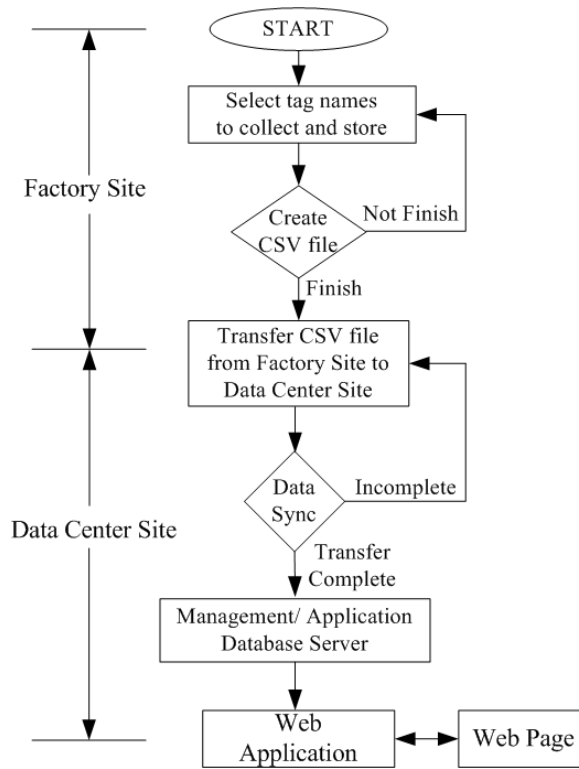 START
Select tag names
to collect and store
Factory Site
Not Finish
Create
CSV file
Finish
Transfer CSV file
from Factory Site to
Data Center Site
Incomplete
Data
Sync
Data Center Site
Transfer
Complete
Management/ Application
Database Server
Web
Application
Web Page